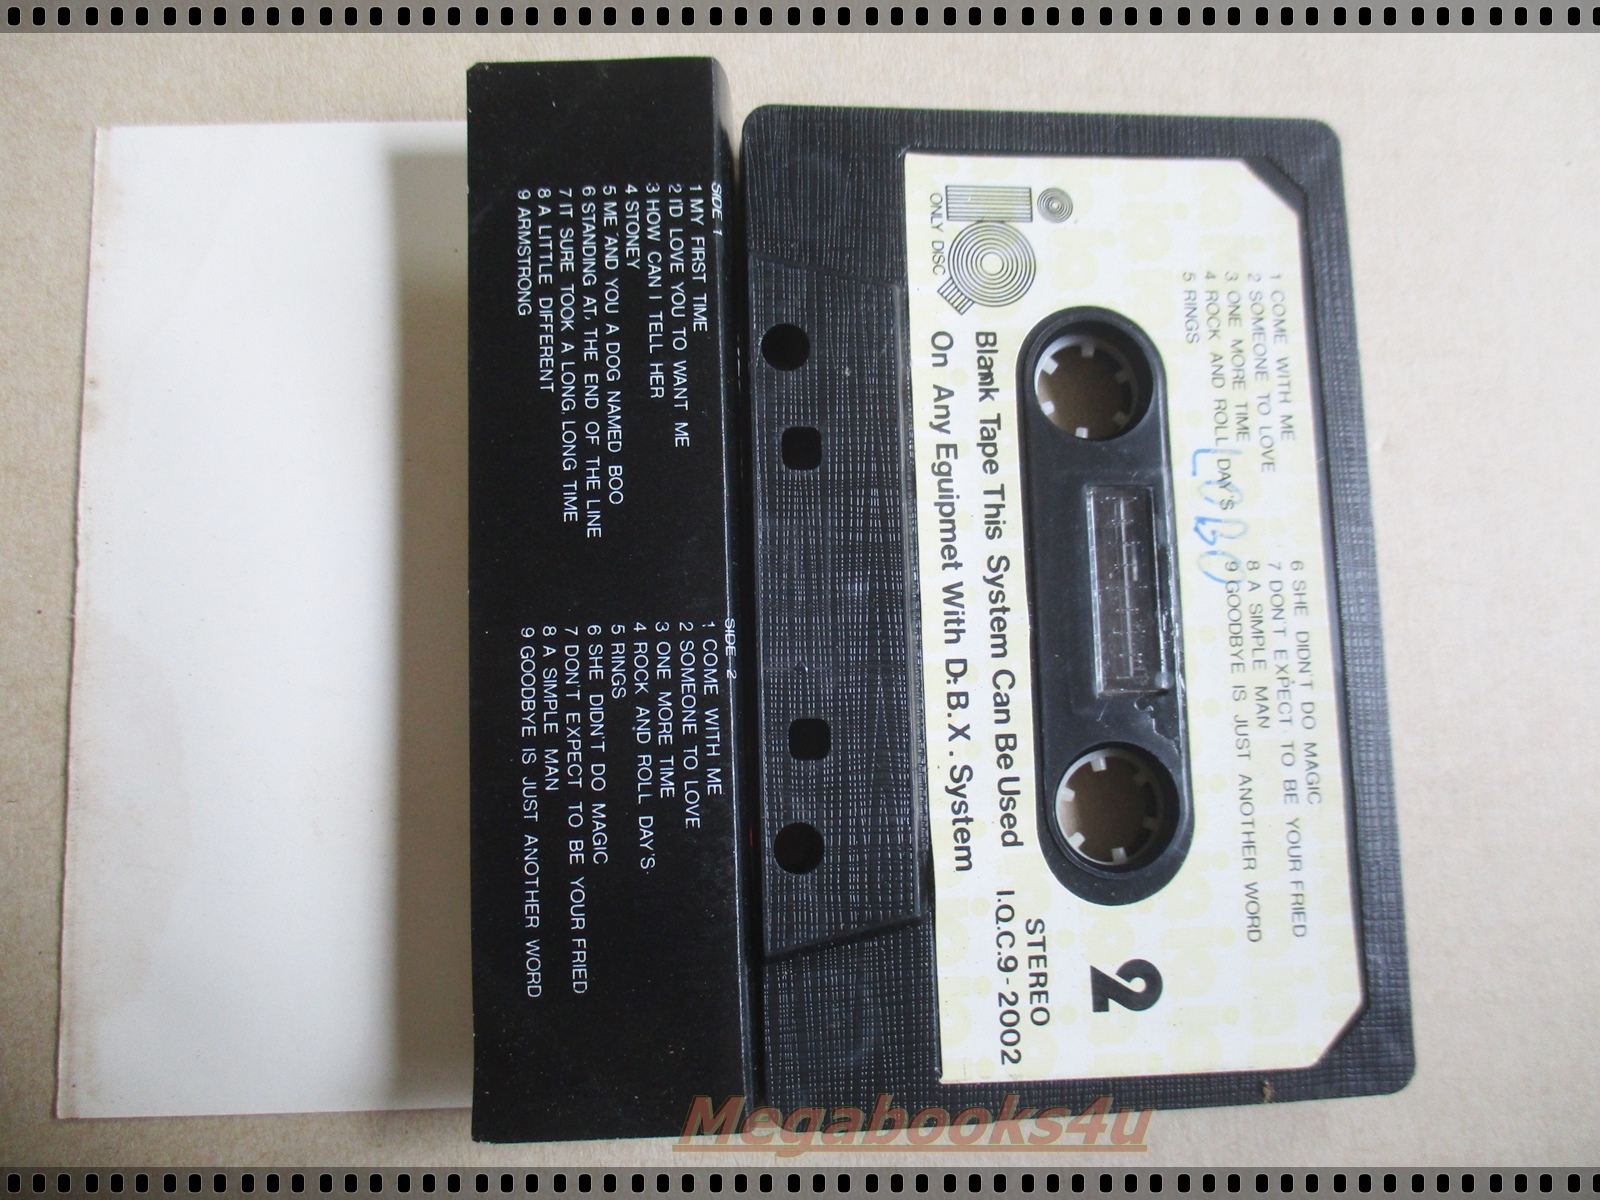 SIDE 1
1 MY FIRST TIME
2 I'D LOVE YOU TO WANT ME
3 HOW CAN I TELL HER
4 STONEY
5 ME AND YOU A DOG NAMED BOO
6 STANDING AT, THE END OF THE LINE
7 IT SURE TOOK A LONG, LONG TIME
8 A LITTLE DIFFERENT
9 ARMSTRONG
SIDE 2
1 COME WITH ME
2 SOMEONE TO LOVE
3 ONE MORE TIME
4 ROCK AND ROLL DAY'S
5 RINGS
6 SHE DIDN'T DO MAGIC
7 DON'T EXPECT TO BE YOUR FRIED
8 A SIMPLE MAN
9 GOODBYE IS JUST ANOTHER WORD
1 COME WITH ME
2 SOMEONE TO LOVE
3 ONE MORE TIME
4 ROCK AND ROLL DAY'S
5 RINGS
6 SHE DIDN'T DO MAGIC
7 DON'T EXPECT TO BE YOUR FRIED
8 A SIMPLE MAN
9 GOODBYE IS JUST ANOTHER WORD
LOBO
2
ONLY DISC
STEREO
Blamk Tape This System Can Be Used I.Q.C.9-2002
On Any Equipmet With D.B.X. System
Megabooks4u